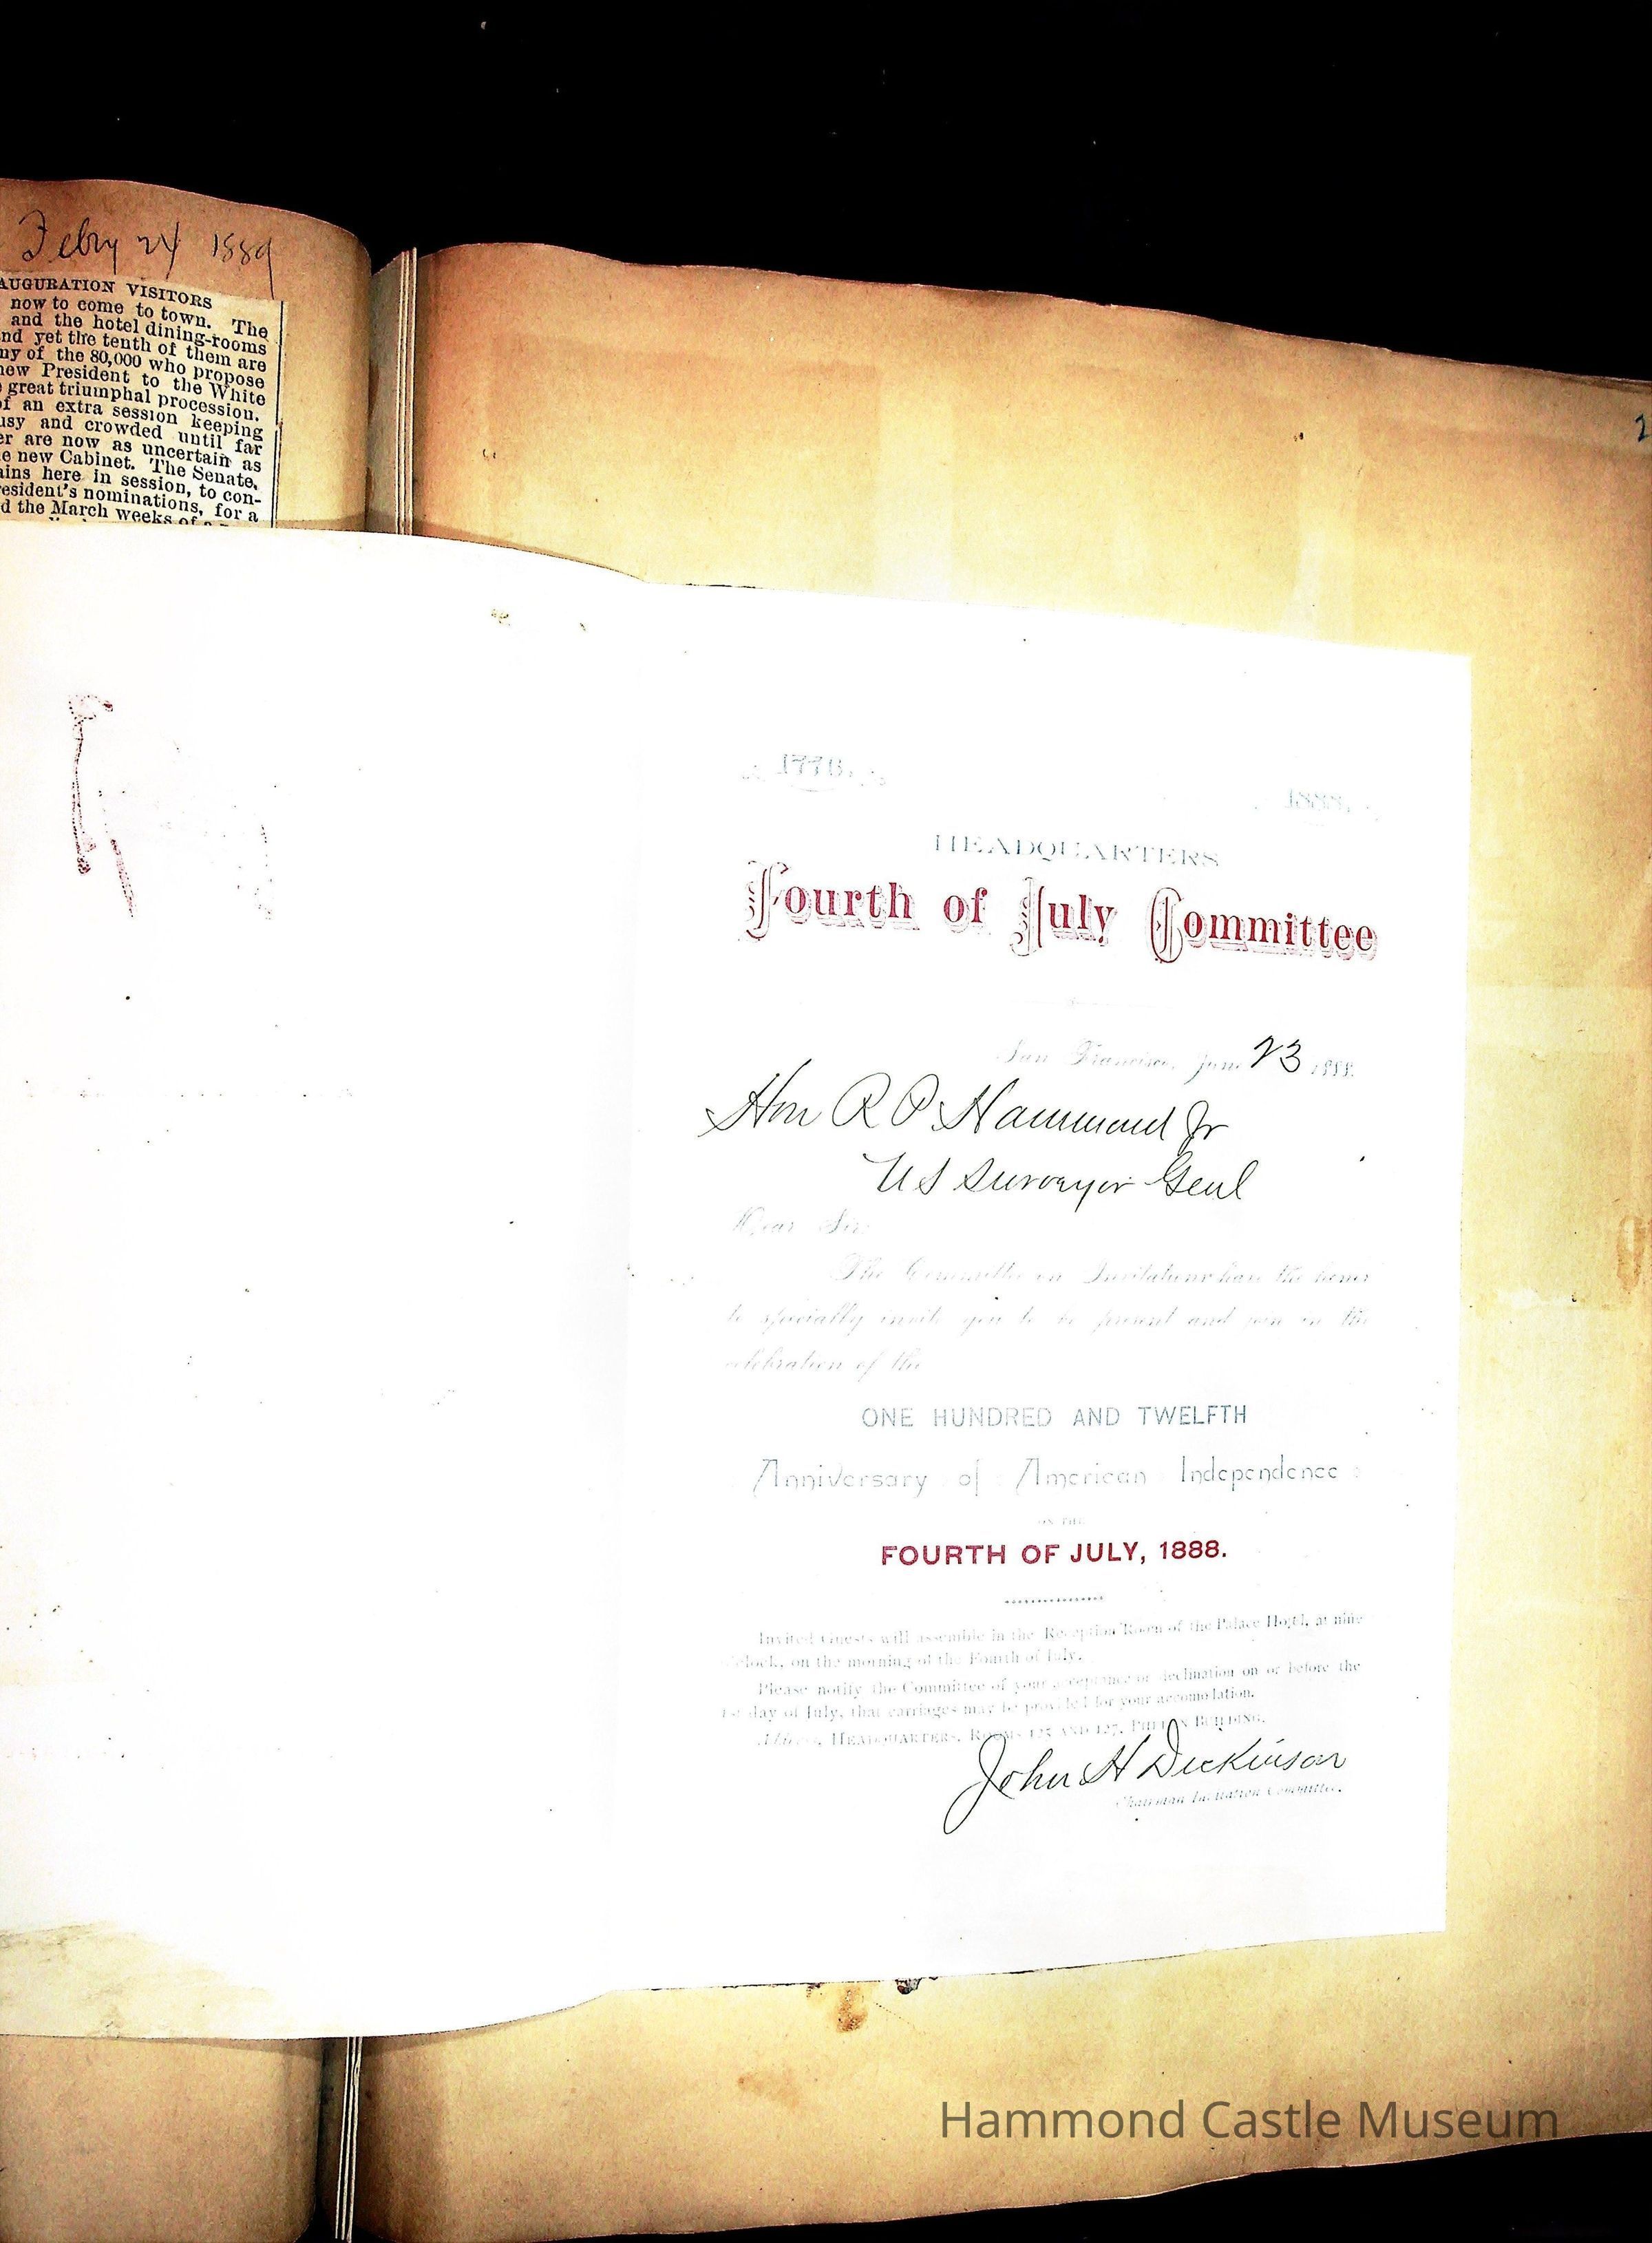 Febry 24 1889
AUGURATION VISITORS
now to come to town. The
and the hotel dining-rooms
nd yet the tenth of them are
ny of the 80,000 who propose
new President to the White
great triumphal procession.
of an extra session keeping
usy and crowded until far
er are now as uncertain as
e new Cabinet. The Senate,
ains here in session, to con-
resident's nominations, for a
d the March weeks of a
2
1776.
1888.
HEADQUARTERS
Fourth of July Committee
San Francisco, June 23 1888.
Hon R P Hammond Jr
U S Surveyor Genl
Dear Sir:
The Committee on Invitations have the honor
to specially invite you to be present and join in the
celebration of the
ONE HUNDRED AND TWELFTH
Anniversary of American Independence
ON THE
FOURTH OF JULY, 1888.
Invited Guests will assemble in the Reception Room of the Palace Hotel, at nine
o'clock, on the morning of the Fourth of July.
Please notify the Committee of your acceptance or declination on or before the
1st day of July, that carriages may be provided for your accomodation.
Address, HEADQUARTERS, ROOMS 125 AND 127, PHELAN BUILDING.
John H Dickinson
Chairman Invitation Committee.
Hammond Castle Museum